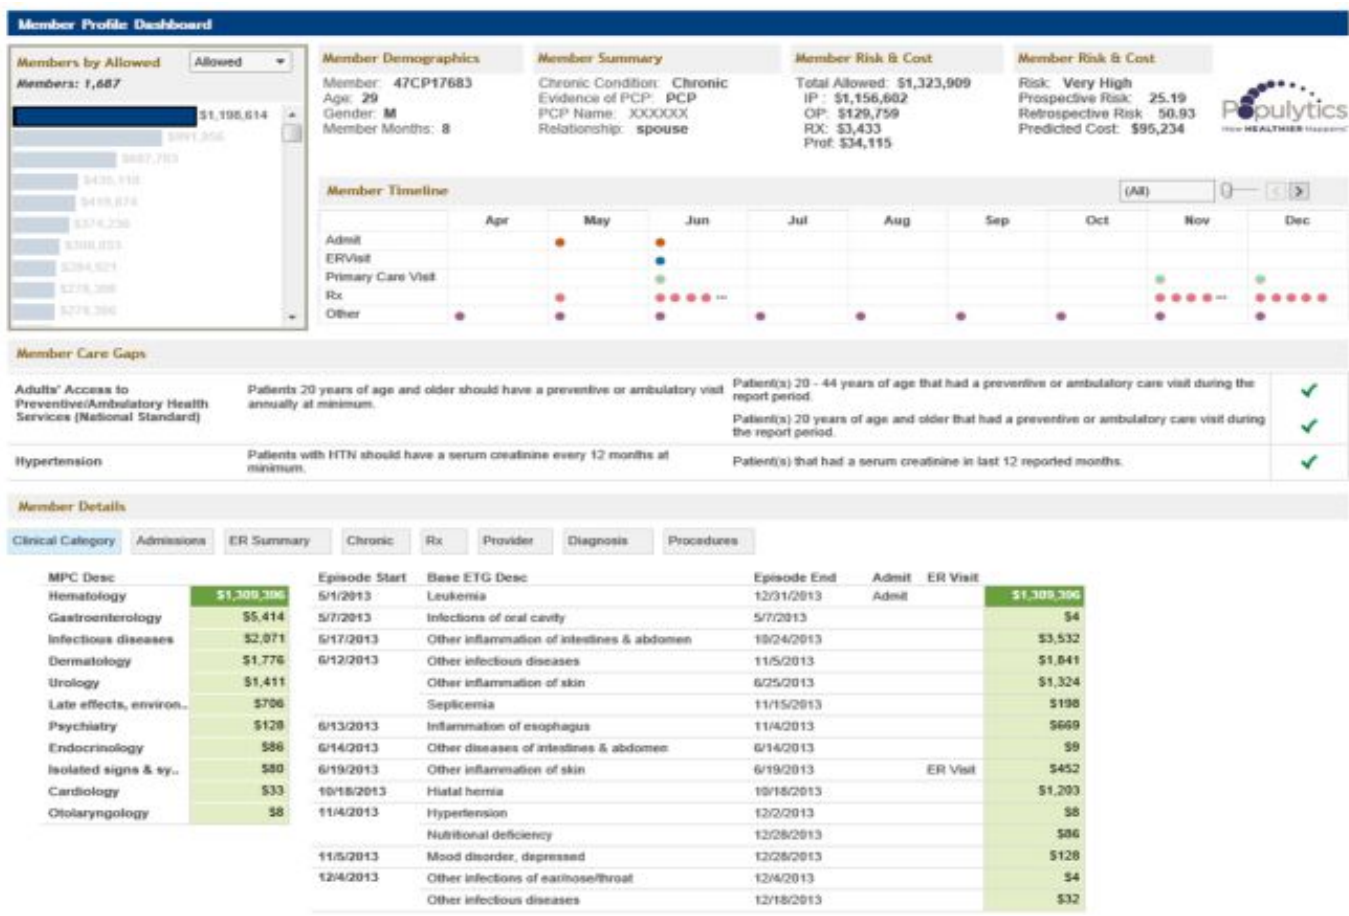 Member Profile Dashboard
Members by Allowed
Allowed
Members: 1,687
$1,198,614
$687,783
$430,118
$419,874
$374,236
$284,921
$279,398
Member Demographics
Member: 47CP17683
Age: 29
Gender: M
Member Months: 8
Member Summary
Chronic Condition: Chronic
Evidence of PCP: PCP
PCP Name: XXXXXX
Relationship: spouse
Member Risk & Cost
Total Allowed: $1,323,909
IP : $1,156,602
OP: $129,759
RX: $3,433
Prof: $34,115
Member Risk & Cost
Risk: Very High
Prospective Risk: 25.19
Retrospective Risk 50.93
Predicted Cost: $95,234
Populytics
How HEALTHIER Happens
Member Timeline
(All)
Apr May Jun Jul Aug Sep Oct Nov Dec
Admit
ERVisit
Primary Care Visit
Rx
Other
Member Care Gaps
Adults' Access to
Preventive/Ambulatory Health
Services (National Standard)
Patients 20 years of age and older should have a preventive or ambulatory visit
annually at minimum.
Patient(s) 20 - 44 years of age that had a preventive or ambulatory care visit during the
report period.
Patient(s) 20 years of age and older that had a preventive or ambulatory care visit during
the report period.
Hypertension
Patients with HTN should have a serum creatinine every 12 months at
minimum.
Patient(s) that had a serum creatinine in last 12 reported months.
Member Details
Clinical Category Admissions ER Summary Chronic Rx Provider Diagnosis Procedures
MPC Desc
Hematology $1,309,396
Gastroenterology $5,414
Infectious diseases $2,071
Dermatology $1,776
Urology $1,411
Late effects, environ.. $706
Psychiatry $128
Endocrinology $86
Isolated signs & sy.. $80
Cardiology $33
Otolaryngology $8
Episode Start Base ETG Desc Episode End Admit ER Visit
5/1/2013 Leukemia 12/31/2013 Admit $1,309,396
5/7/2013 Infections of oral cavity 5/7/2013 $4
5/17/2013 Other inflammation of intestines & abdomen 10/24/2013 $3,532
6/12/2013 Other infectious diseases 11/5/2013 $1,841
Other inflammation of skin 6/25/2013 $1,324
Septicemia 11/15/2013 $198
6/13/2013 Inflammation of esophagus 11/4/2013 $669
6/14/2013 Other diseases of intestines & abdomen 6/14/2013 $9
6/19/2013 Other inflammation of skin 6/19/2013 ER Visit $452
10/18/2013 Hiatal hernia 10/18/2013 $1,203
11/4/2013 Hypertension 12/2/2013 $8
Nutritional deficiency 12/28/2013 $86
11/5/2013 Mood disorder, depressed 12/28/2013 $128
12/4/2013 Other infections of ear/nose/throat 12/4/2013 $4
Other infectious diseases 12/18/2013 $32